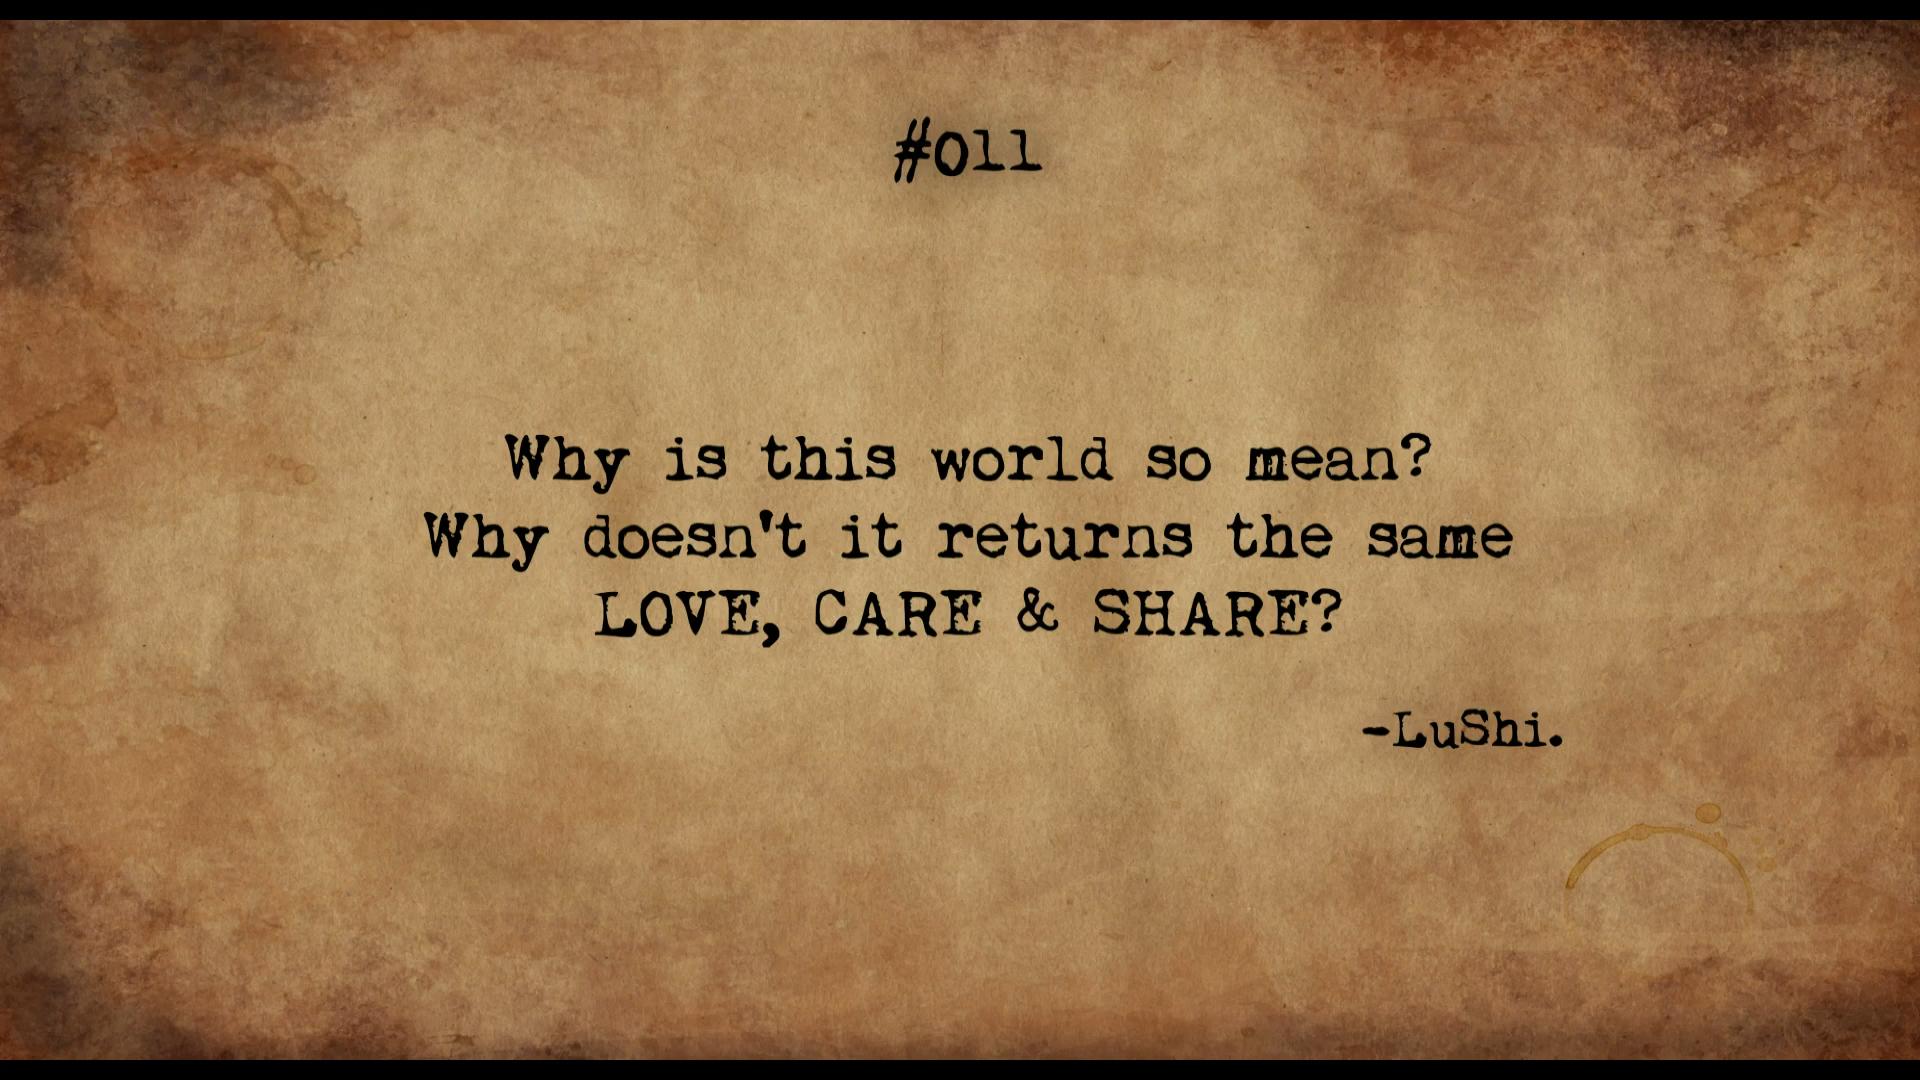 #011
Why is this world so mean?
Why doesn't it returns the same
LOVE, CARE & SHARE?
-LuShi.